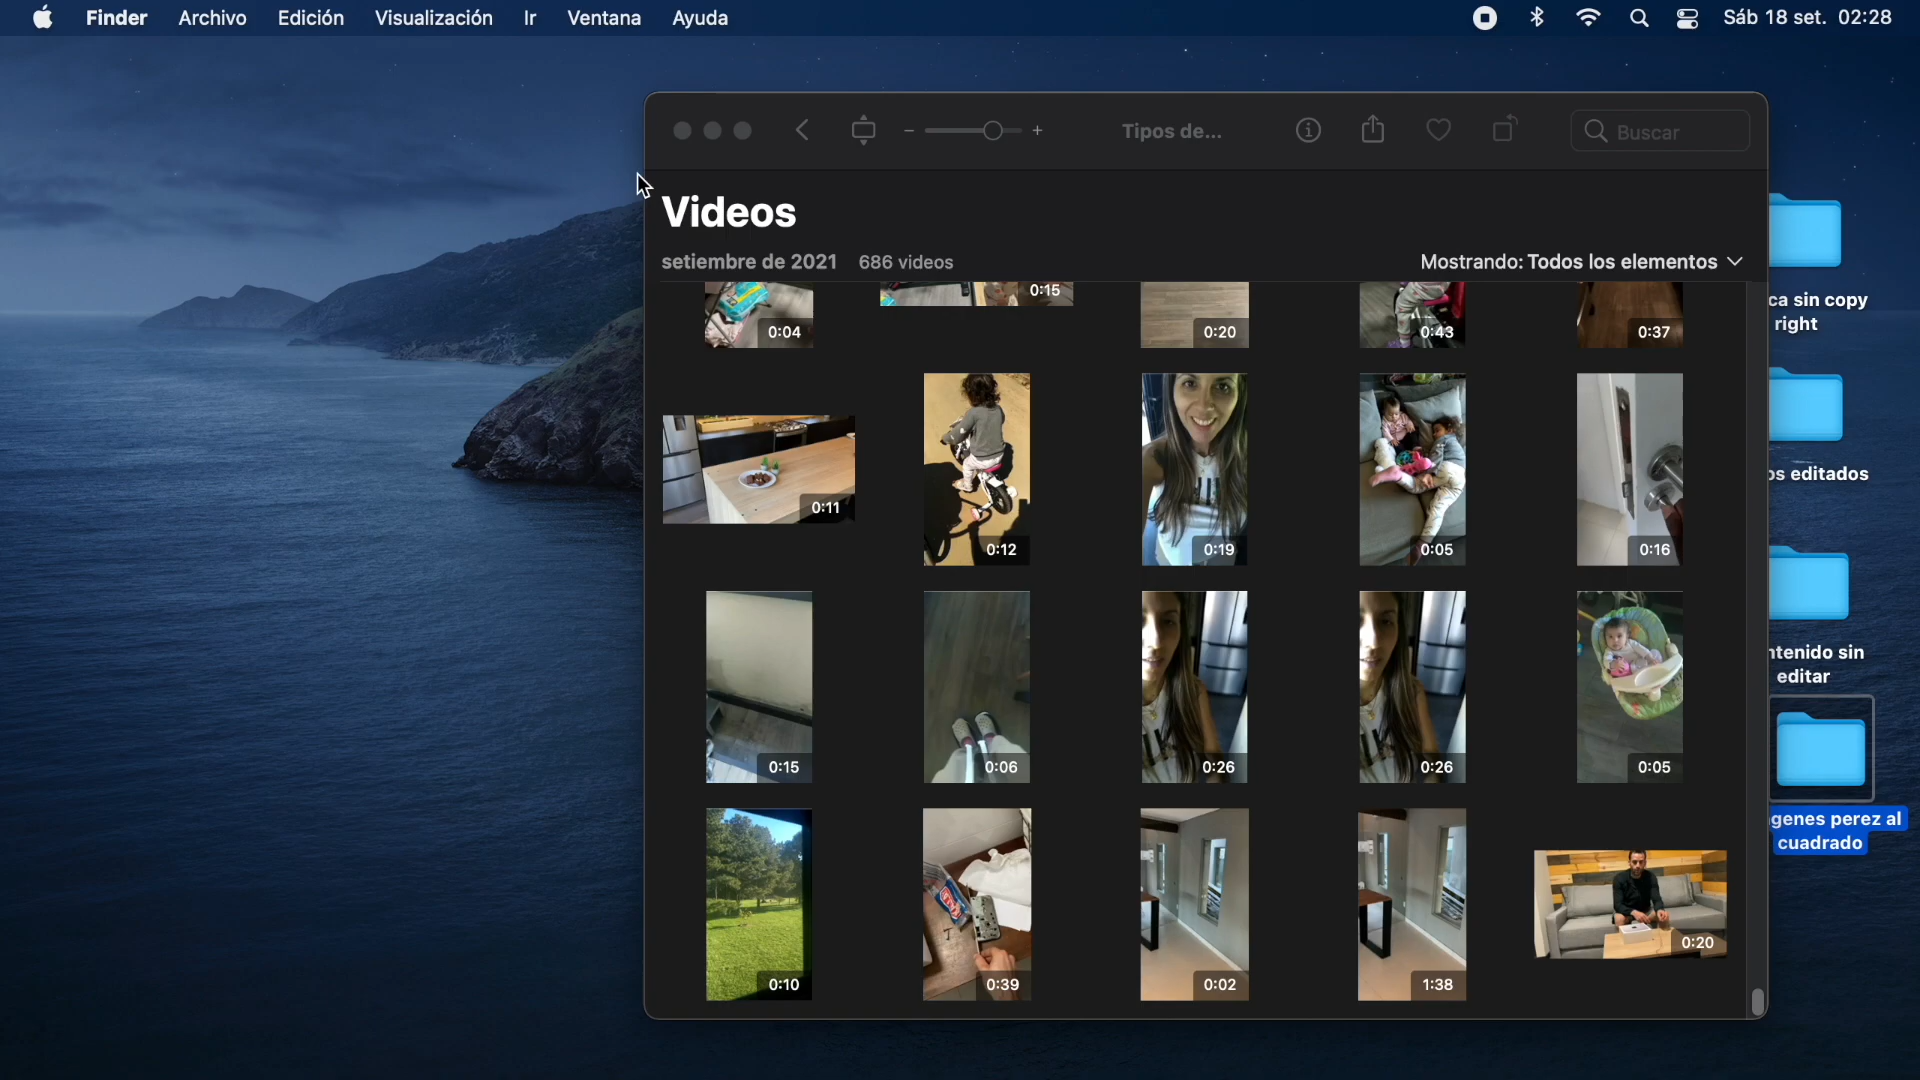 Finder Archivo Edición Visualización Ir Ventana Ayuda Sáb 18 set. 02:28
Tipos de... Buscar
Videos
setiembre de 2021 686 videos Mostrando: Todos los elementos
0:04 0:15 0:20 0:43 0:37
0:11 0:12 0:19 0:05 0:16
0:15 0:06 0:26 0:26 0:05
0:10 0:39 0:02 1:38 0:20
ca sin copy
right
os editados
ntenido sin
editar
genes perez al
cuadrado